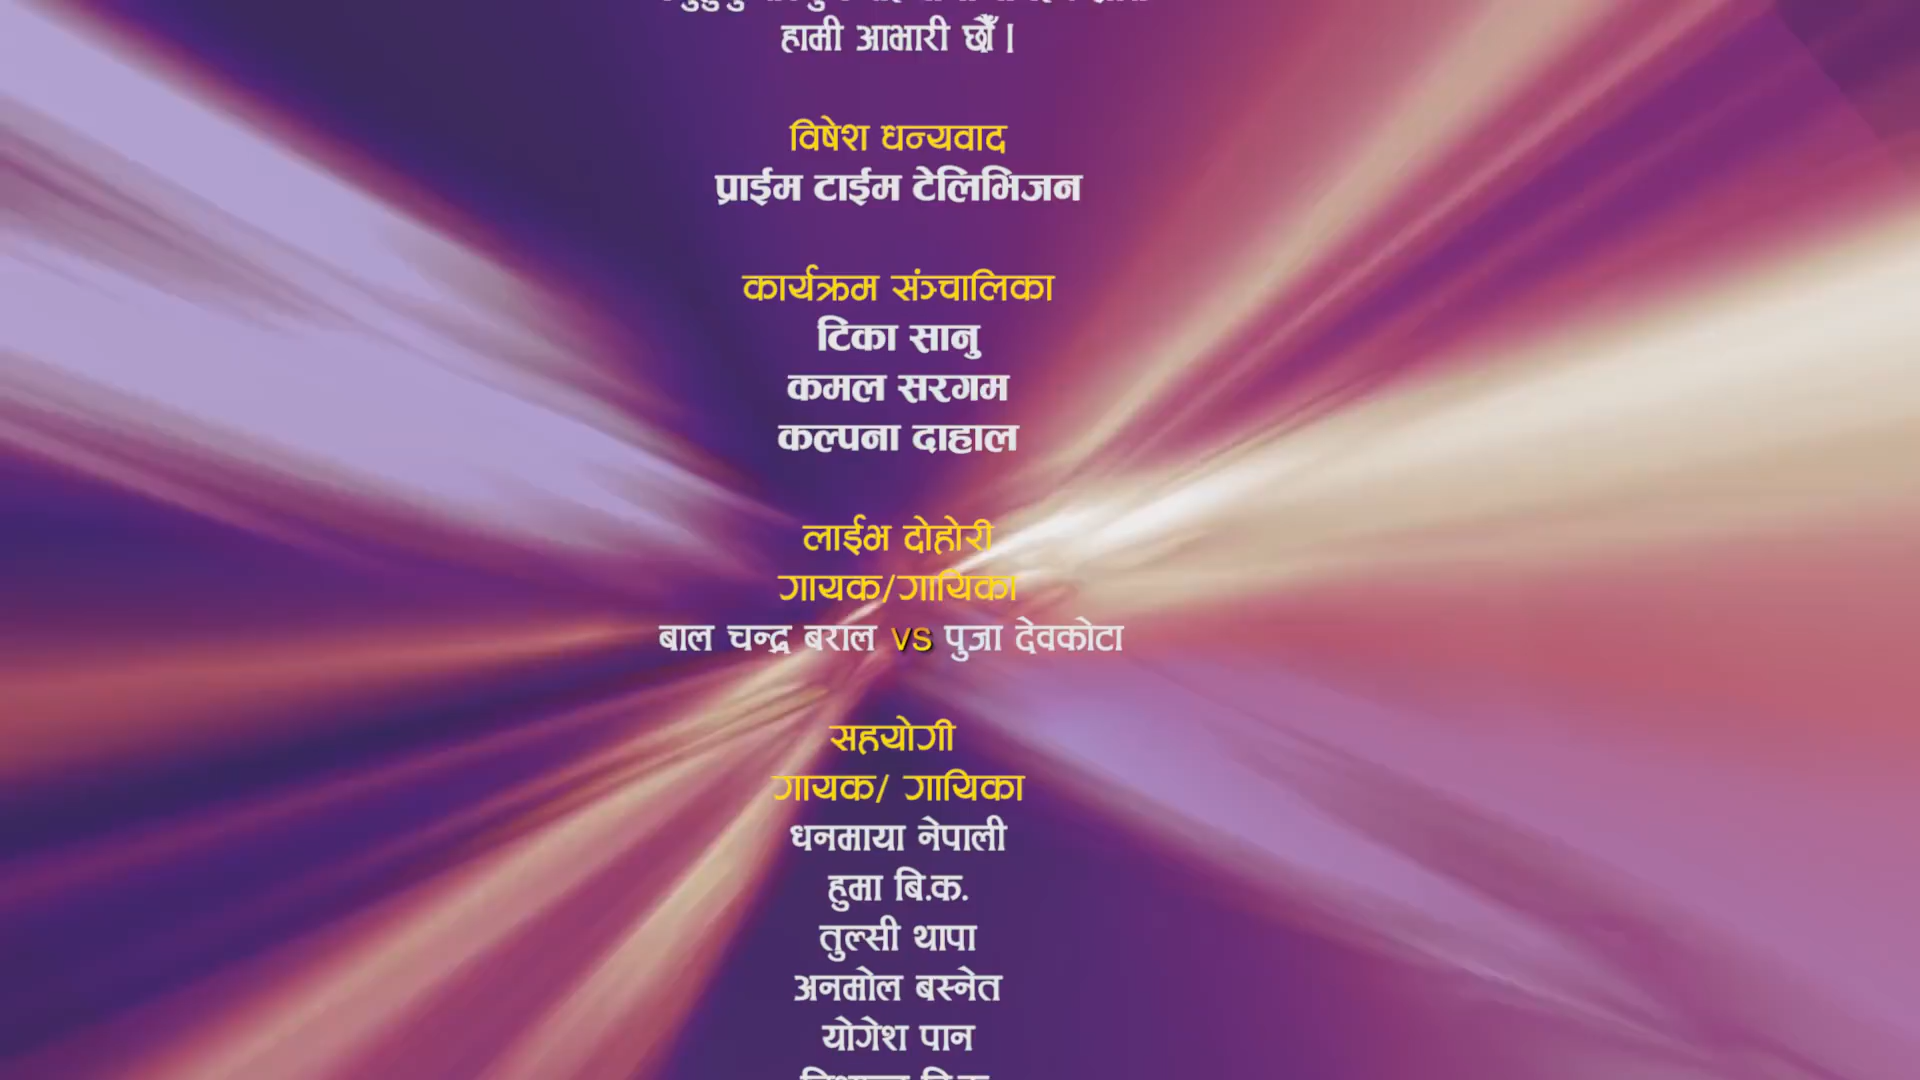 हामी आभारी छौं ।
विषेश धन्यवाद
प्राईम टाईम टेलिभिजन
कार्यक्रम संञ्चालिका
टिका सानु
कमल सरगम
कल्पना दाहाल
लाईभ दोहोरी
गायक/गायिका
बाल चन्द्र बराल vs पुजा देवकोटा
सहयोगी
गायक/ गायिका
धनमाया नेपाली
हुमा बि.क.
तुल्सी थापा
अनमोल बस्नेत
योगेश पान